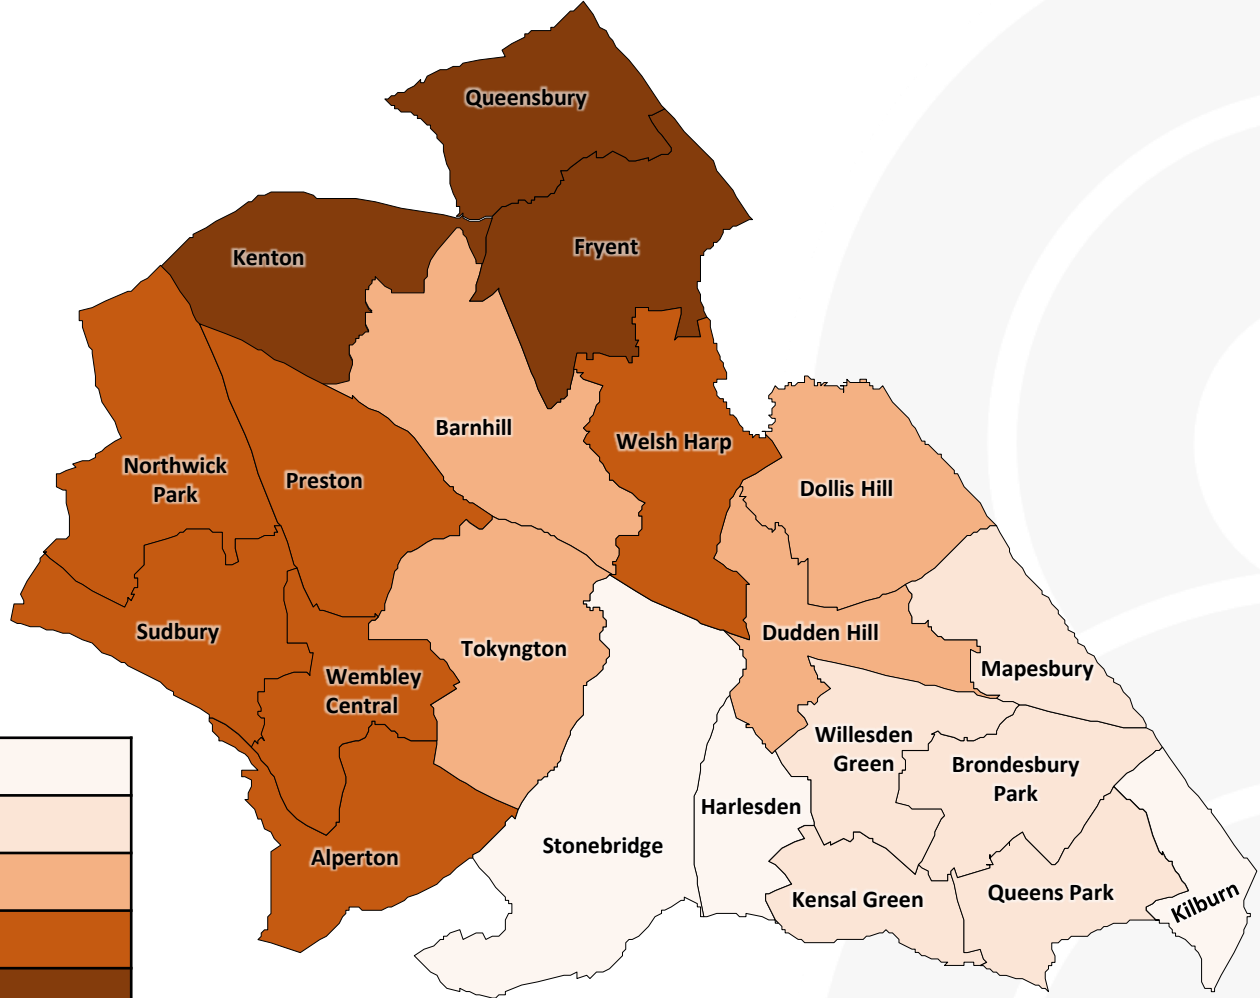 Queensbury
Kenton
Fryent
Barnhill
Welsh Harp
Northwick
Park
Preston
Dollis Hill
Sudbury
Dudden Hill
Tokyngton
Mapesbury
Wembley
Central
Willesden
Green
Brondesbury
Park
Harlesden
Stonebridge
Alperton
Kensal Green
Queens Park
Kilburn